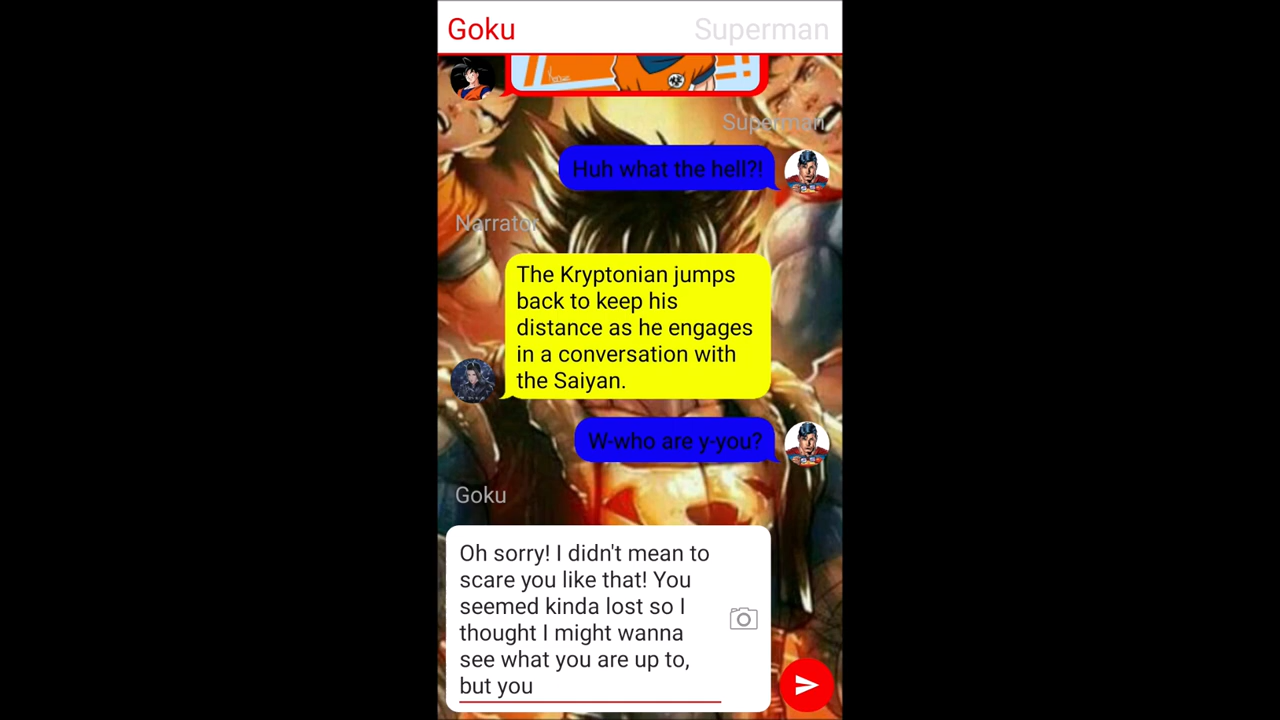 Goku
Superman
Superman
Huh what the hell?!
Narrator
The Kryptonian jumps
back to keep his
distance as he engages
in a conversation with
the Saiyan.
W-who are y-you?
Goku
Oh sorry! I didn't mean to
scare you like that! You
seemed kinda lost so I
thought I might wanna
see what you are up to,
but you